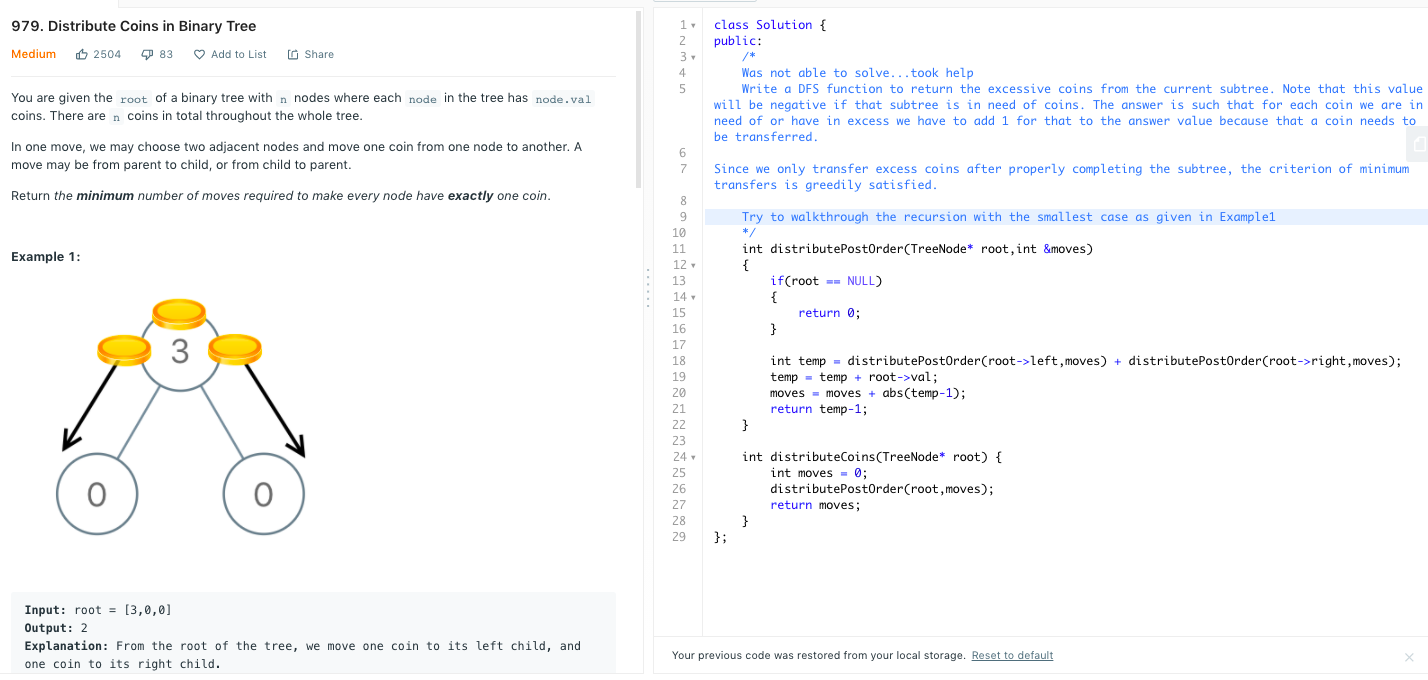 979. Distribute Coins in Binary Tree
Medium 2504 83 Add to List Share
You are given the root of a binary tree with n nodes where each node in the tree has node.val
coins. There are n coins in total throughout the whole tree.
In one move, we may choose two adjacent nodes and move one coin from one node to another. A
move may be from parent to child, or from child to parent.
Return the minimum number of moves required to make every node have exactly one coin.
Example 1:
3
0 0
Input: root = [3,0,0]
Output: 2
Explanation: From the root of the tree, we move one coin to its left child, and
one coin to its right child.
1 class Solution {
2 public:
3 /*
4 Was not able to solve...took help
5 Write a DFS function to return the excessive coins from the current subtree. Note that this value
will be negative if that subtree is in need of coins. The answer is such that for each coin we are in
need of or have in excess we have to add 1 for that to the answer value because that a coin needs to
be transferred.
6
7 Since we only transfer excess coins after properly completing the subtree, the criterion of minimum
transfers is greedily satisfied.
8
9 Try to walkthrough the recursion with the smallest case as given in Example1
10 */
11 int distributePostOrder(TreeNode* root,int &moves)
12 {
13 if(root == NULL)
14 {
15 return 0;
16 }
17
18 int temp = distributePostOrder(root->left,moves) + distributePostOrder(root->right,moves);
19 temp = temp + root->val;
20 moves = moves + abs(temp-1);
21 return temp-1;
22 }
23
24 int distributeCoins(TreeNode* root) {
25 int moves = 0;
26 distributePostOrder(root,moves);
27 return moves;
28 }
29 };
Your previous code was restored from your local storage. Reset to default